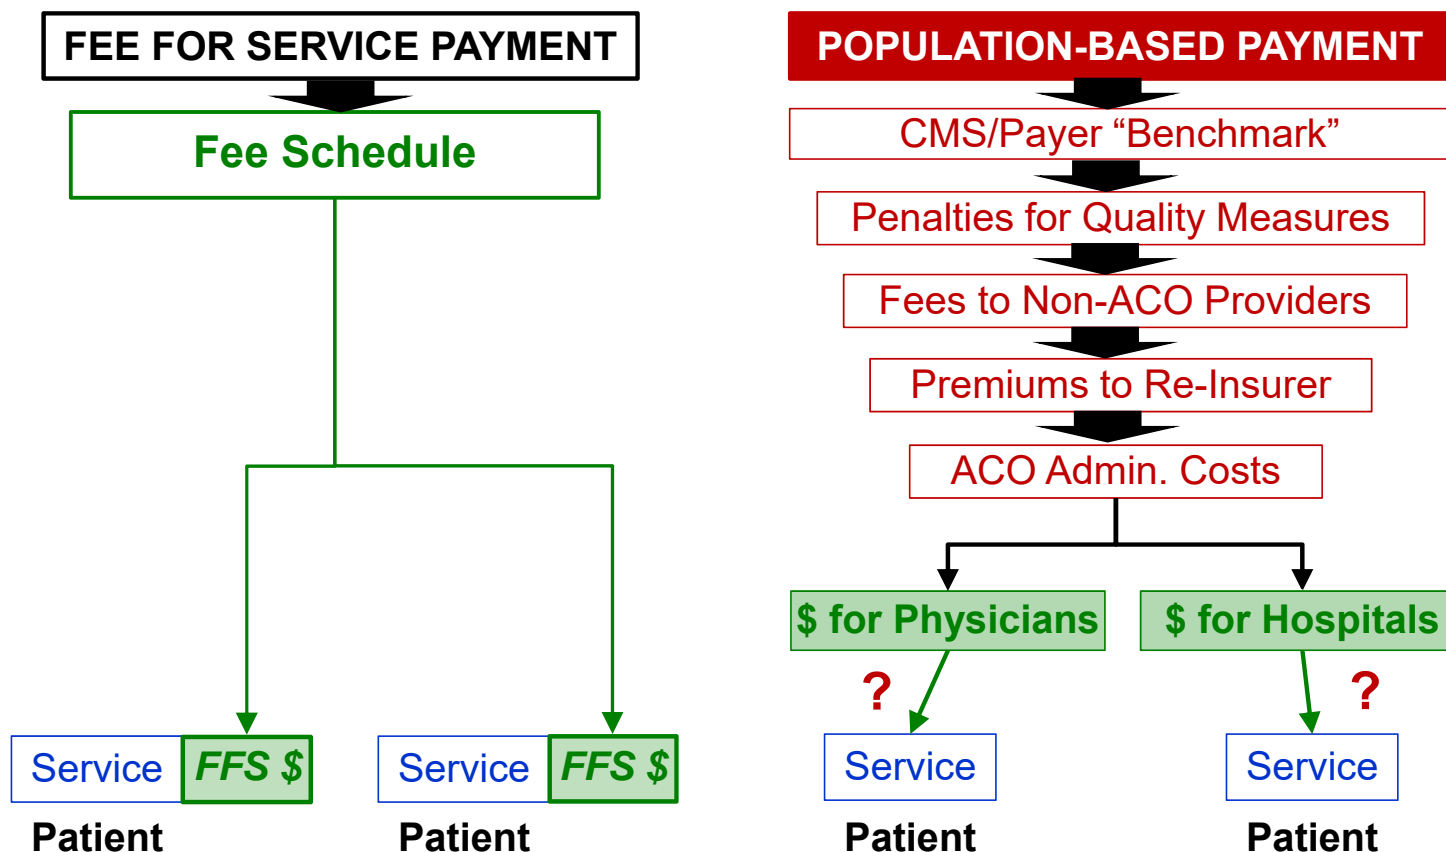 FEE FOR SERVICE PAYMENT
Fee Schedule
Service FFS $
Patient
Service FFS $
Patient
POPULATION-BASED PAYMENT
CMS/Payer “Benchmark”
Penalties for Quality Measures
Fees to Non-ACO Providers
Premiums to Re-Insurer
ACO Admin. Costs
$ for Physicians
$ for Hospitals
?
?
Service
Patient
Service
Patient